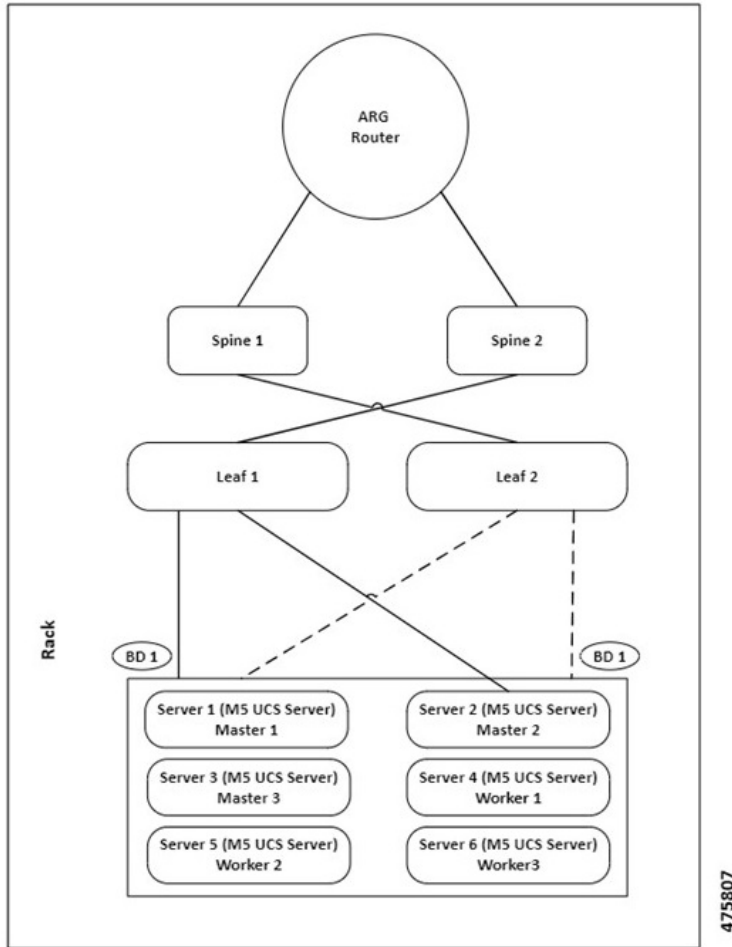 ARG
Router
Spine 1
Spine 2
Leaf 1
Leaf 2
Rack
BD 1
BD 1
Server 1 (M5 UCS Server)
Master 1
Server 2 (M5 UCS Server)
Master 2
Server 3 (M5 UCS Server)
Master 3
Server 4 (M5 UCS Server)
Worker 1
Server 5 (M5 UCS Server)
Worker 2
Server 6 (M5 UCS Server)
Worker3
475807